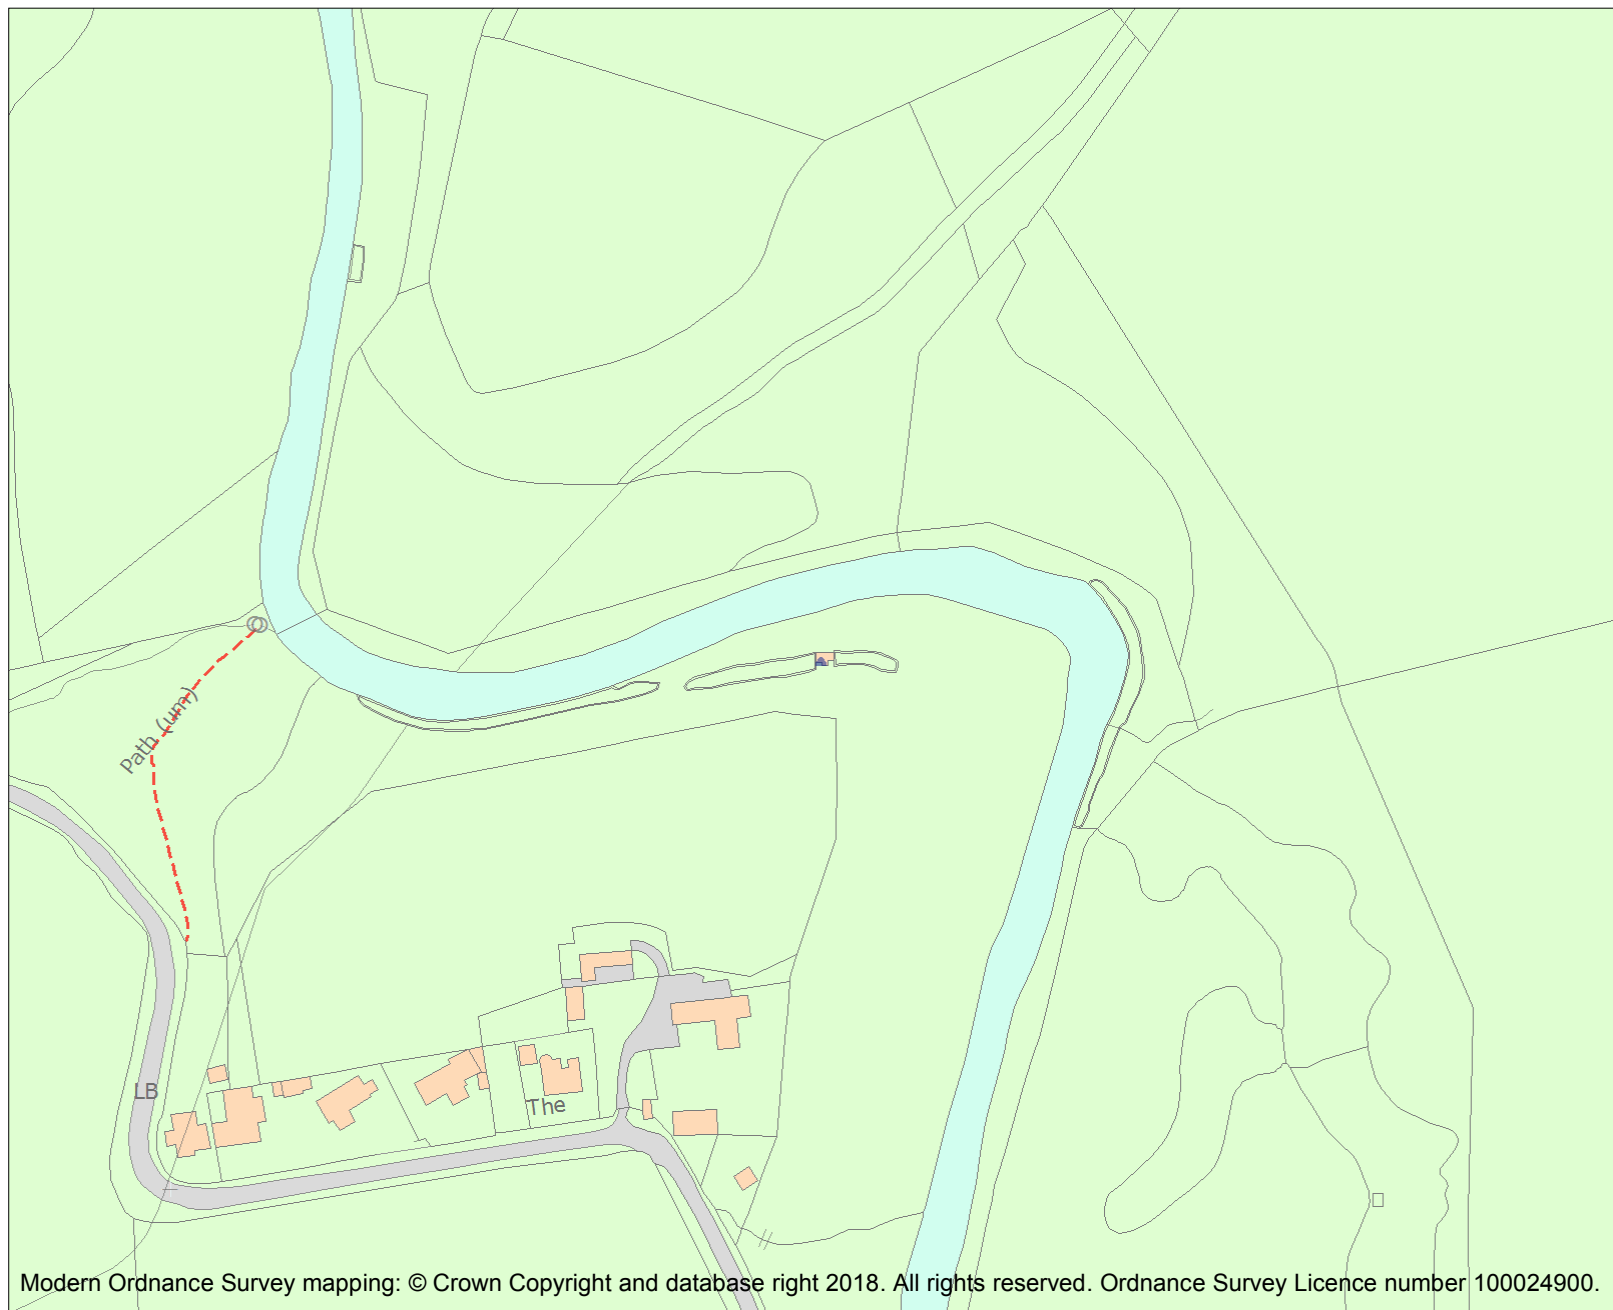 Path (um)
LB
The
Modern Ordnance Survey mapping: © Crown Copyright and database right 2018. All rights reserved. Ordnance Survey Licence number 100024900.